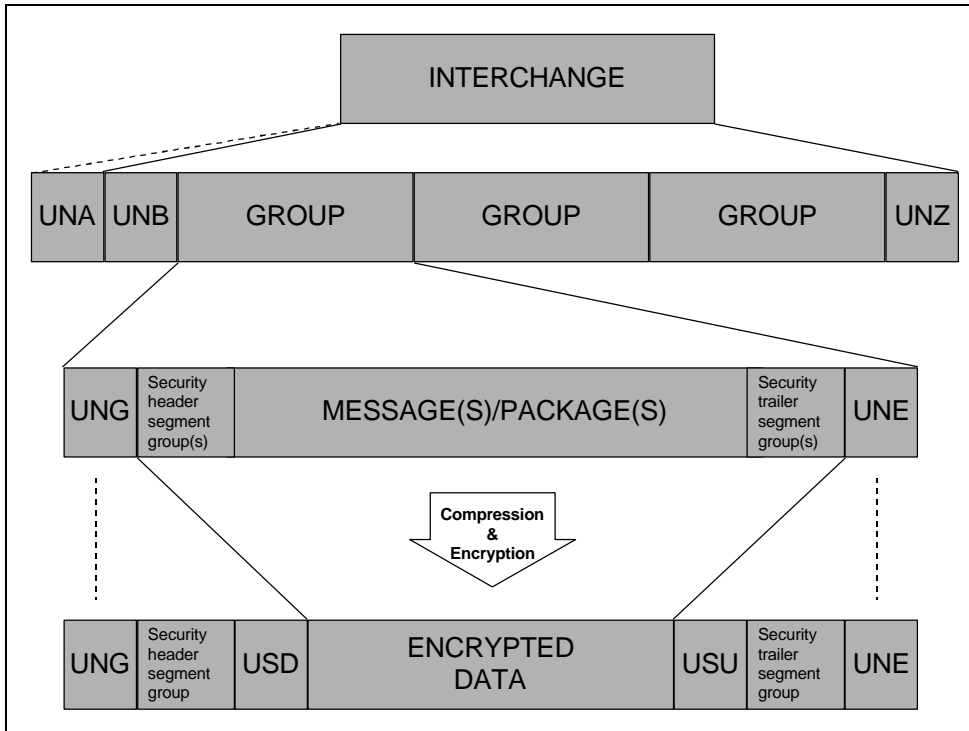 INTERCHANGE
UNA UNB GROUP GROUP GROUP UNZ
UNG
Security
header
segment
group(s)
MESSAGE(S)/PACKAGE(S)
Security
trailer
segment
group(s)
UNE
Compression
&
Encryption
UNG
Security
header
segment
group
USD
ENCRYPTED
DATA
USU
Security
trailer
segment
group
UNE